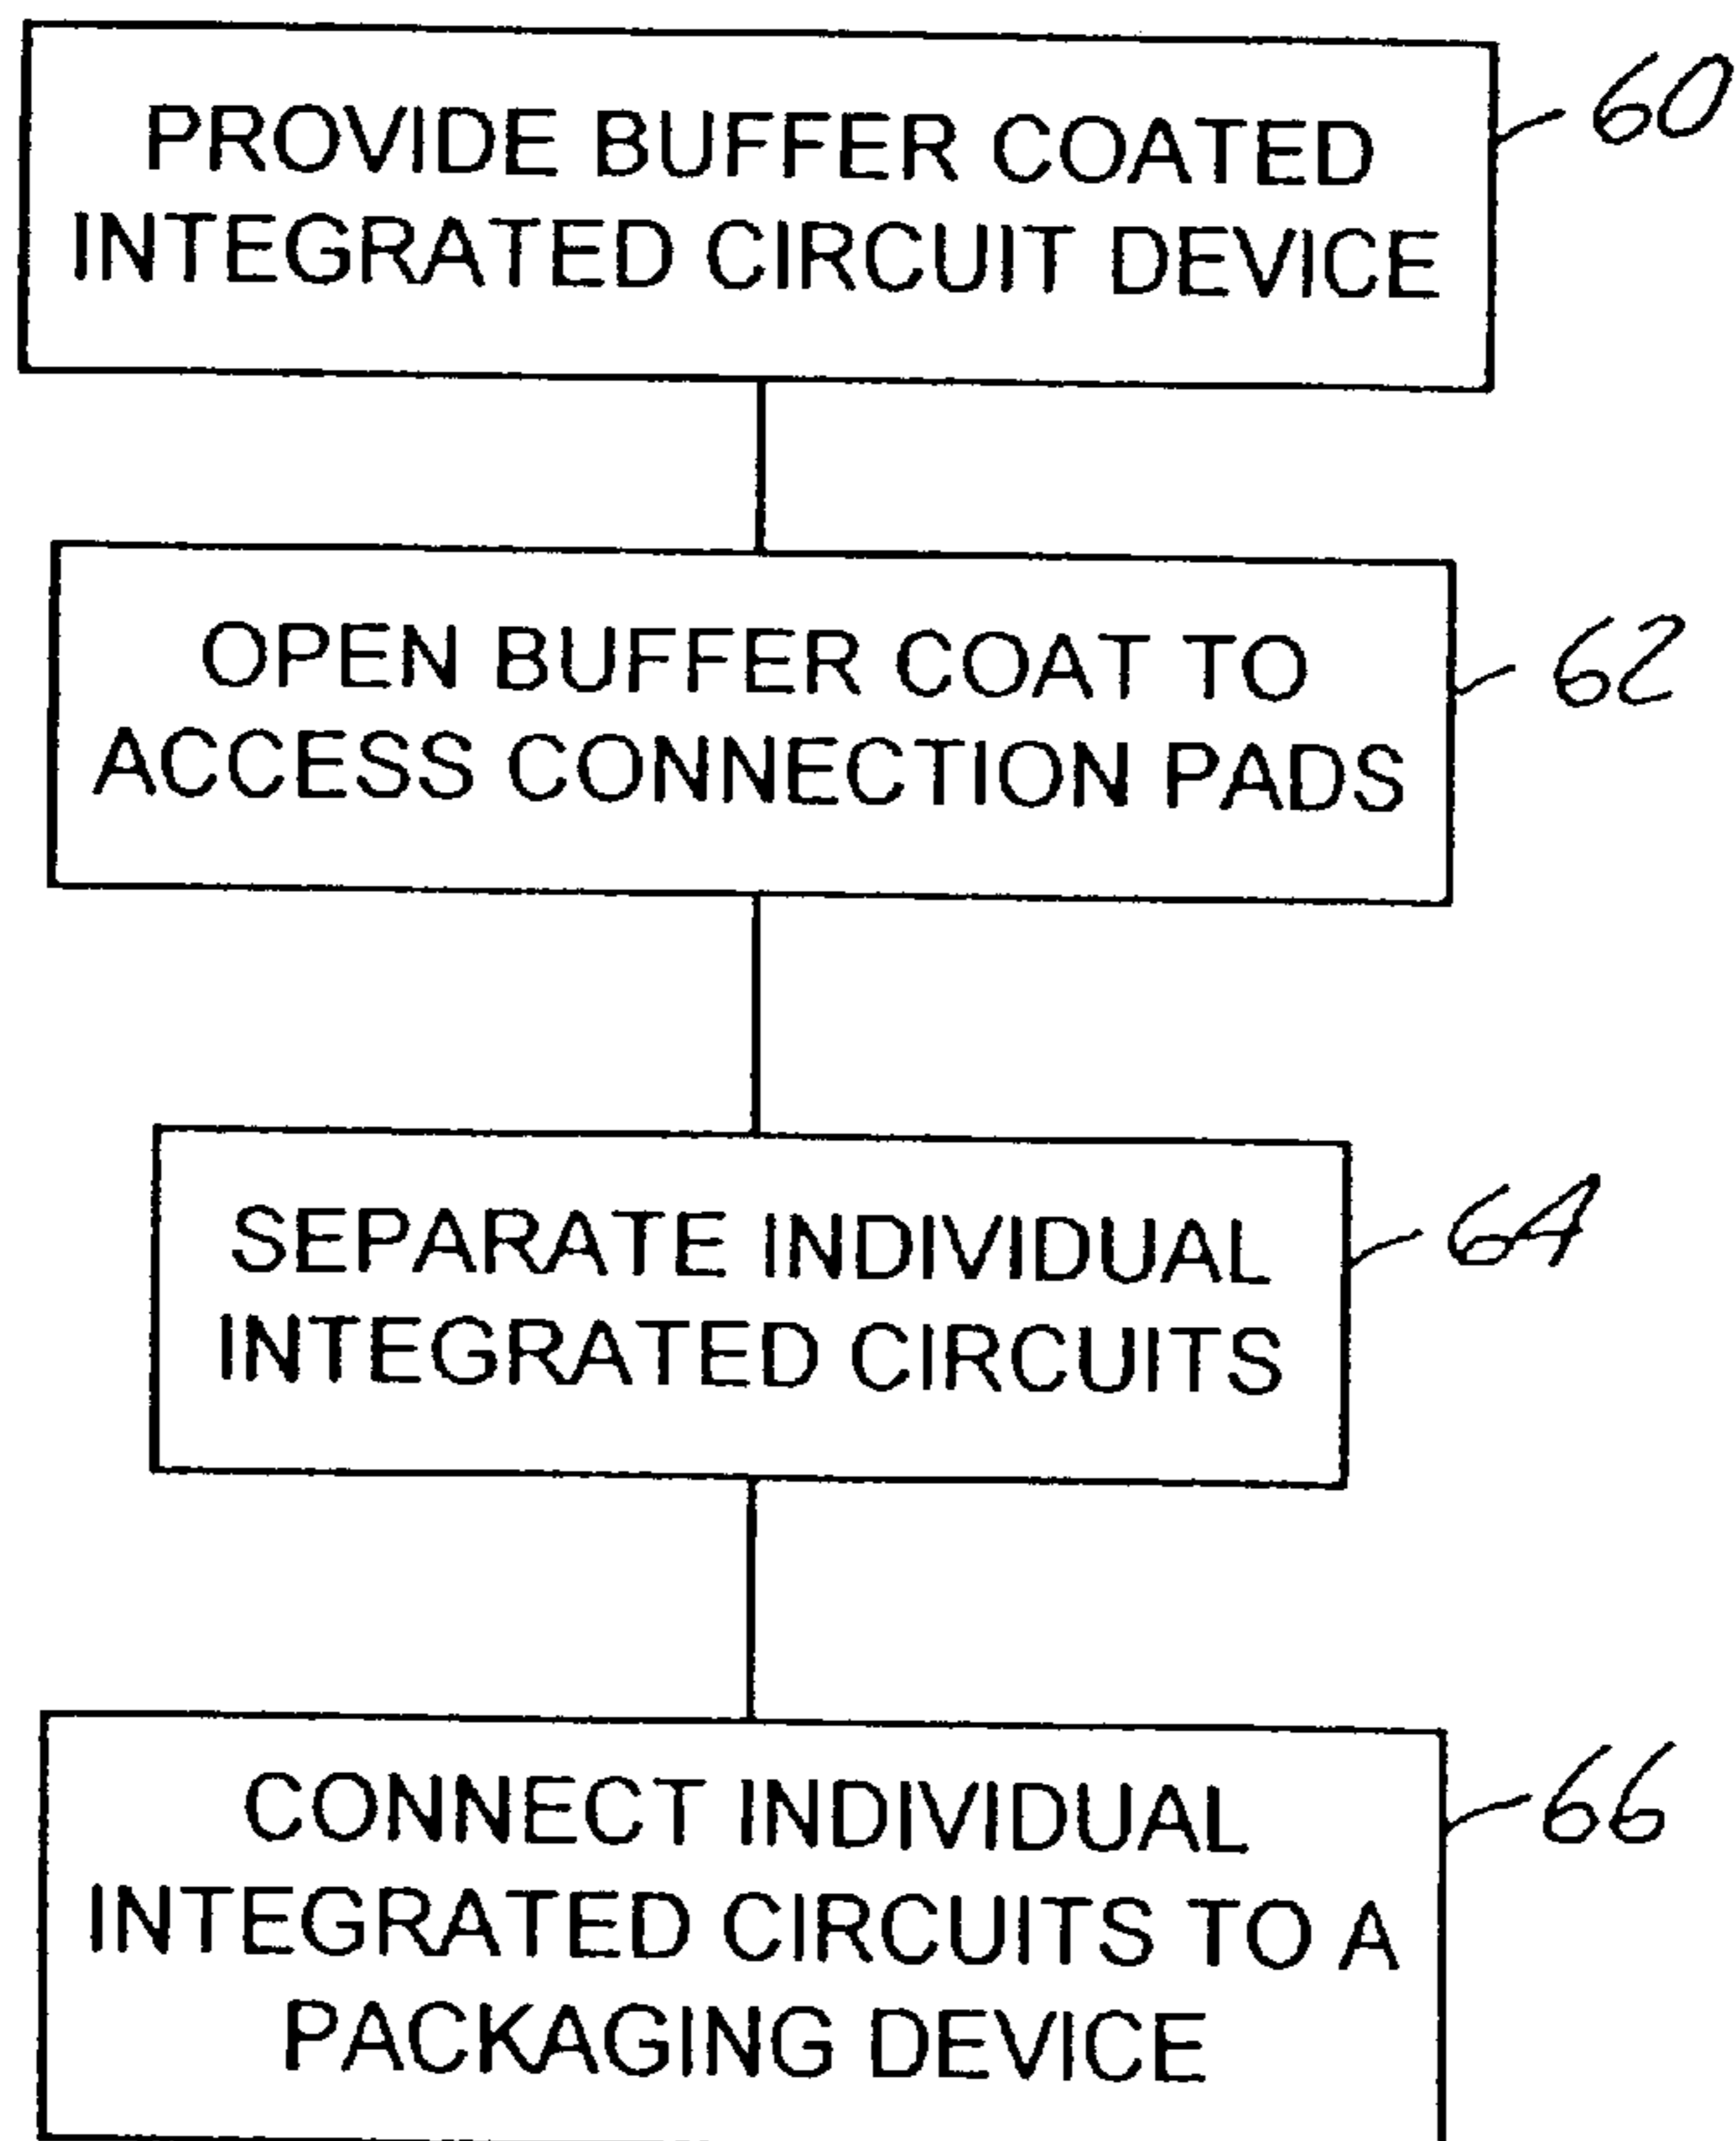 PROVIDE BUFFER COATED
INTEGRATED CIRCUIT DEVICE
60
OPEN BUFFER COAT TO
ACCESS CONNECTION PADS
62
SEPARATE INDIVIDUAL
INTEGRATED CIRCUITS
64
CONNECT INDIVIDUAL
INTEGRATED CIRCUITS TO A
PACKAGING DEVICE
66